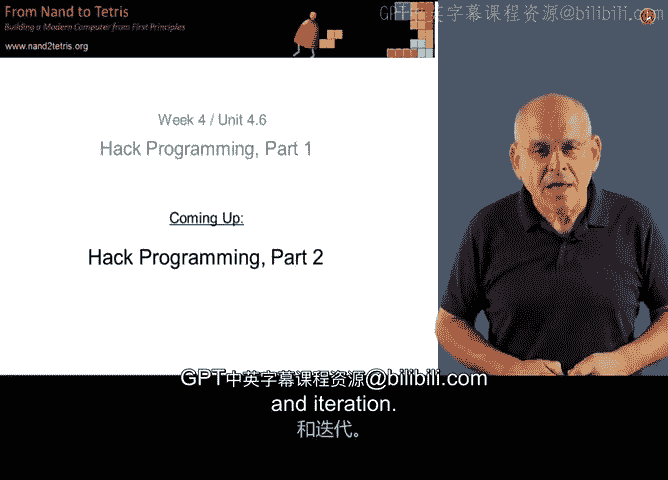 From Nand to Tetris
Building a Modern Computer from First Principles
www.nand2tetris.org
GPT中英字幕课程资源@bilibili.com
Week 4 / Unit 4.6
Hack Programming, Part 1
Coming Up:
Hack Programming, Part 2
GPT中英字幕课程资源@bilibili.com
and iteration.
和迭代。